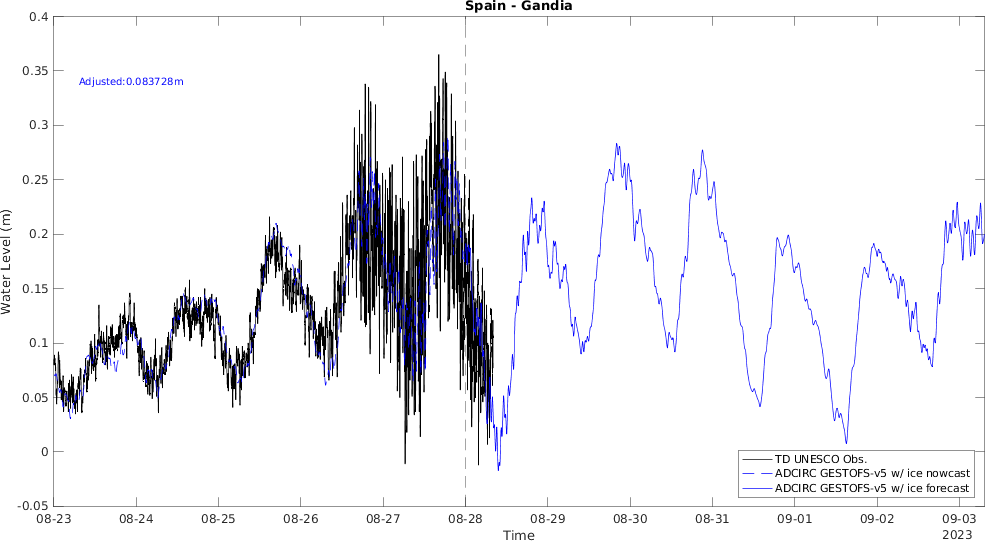 Spain - Gandia
0.4
0.35
0.3
0.25
0.2
0.15
0.1
0.05
0
-0.05
Water Level (m)
Adjusted:0.083728m
TD UNESCO Obs.
ADCIRC GESTOFS-v5 w/ ice nowcast
ADCIRC GESTOFS-v5 w/ ice forecast
08-23 08-24 08-25 08-26 08-27 08-28 08-29 08-30 08-31 09-01 09-02 09-03
Time
2023